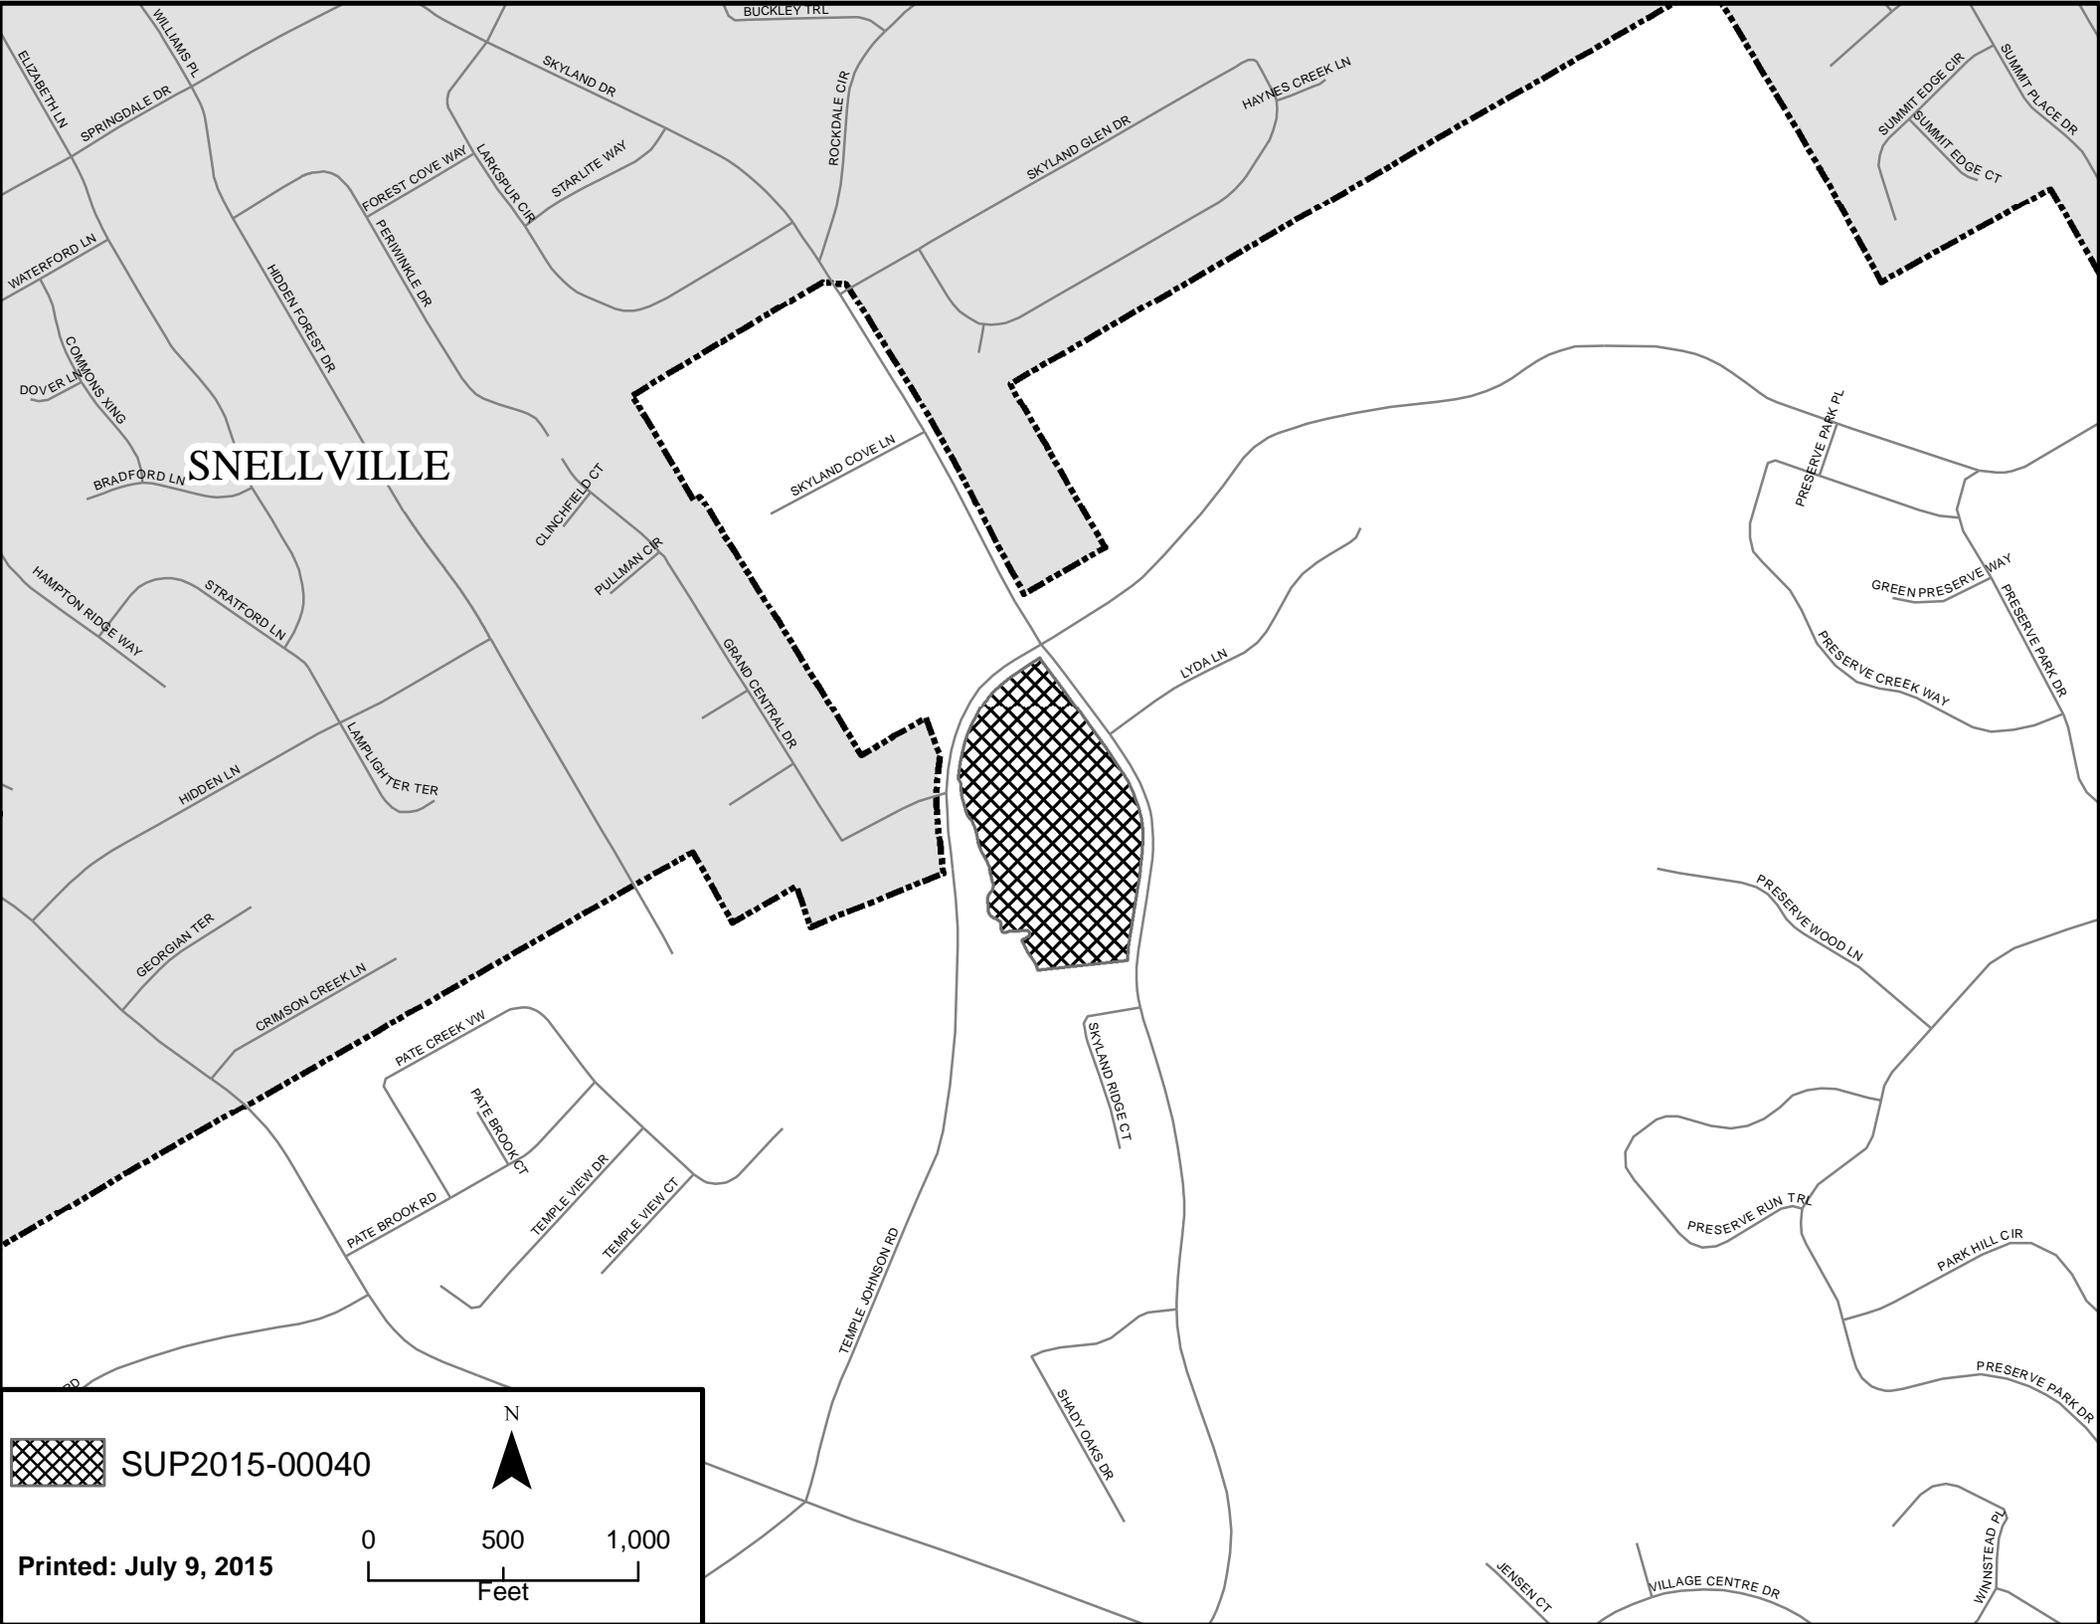 BUCKLEY TRL
WILLIAMS PL
ELIZABETH LN
SPRINGDALE DR
SKYLAND DR
ROCKDALE CIR
HAYNES CREEK LN
SKYLAND GLEN DR
SUMMIT EDGE CIR
SUMMIT PLACE DR
SUMMIT EDGE CT
FOREST COVE WAY
LARKSPUR CIR
STARLITE WAY
PERIWINKLE DR
WATERFORD LN
HIDDEN FOREST DR
COMMONS XING
DOVER LN
BRADFORD LN
SNELLVILLE
SKYLAND COVE LN
CLINCHFIELD CT
PULLMAN CIR
PRESERVE PARK PL
GREEN PRESERVE WAY
PRESERVE PARK DR
PRESERVE CREEK WAY
HAMPTON RIDGE WAY
STRATFORD LN
GRAND CENTRAL DR
LYDA LN
LAMPLIGHTER TER
HIDDEN LN
GEORGIAN TER
CRIMSON CREEK LN
PRESERVEWOOD LN
PATE CREEK VW
PATE BROOK CT
SKYLAND RIDGE CT
PATE BROOK RD
TEMPLE VIEW DR
TEMPLE VIEW CT
TEMPLE JOHNSON RD
PRESERVE RUN TRL
PARK HILL CIR
PRESERVE PARK DR
SHADY OAKS DR
RD
WINNSTEAD PL
JENSEN CT
VILLAGE CENTRE DR
N
SUP2015-00040
0 500 1,000
Feet
Printed: July 9, 2015